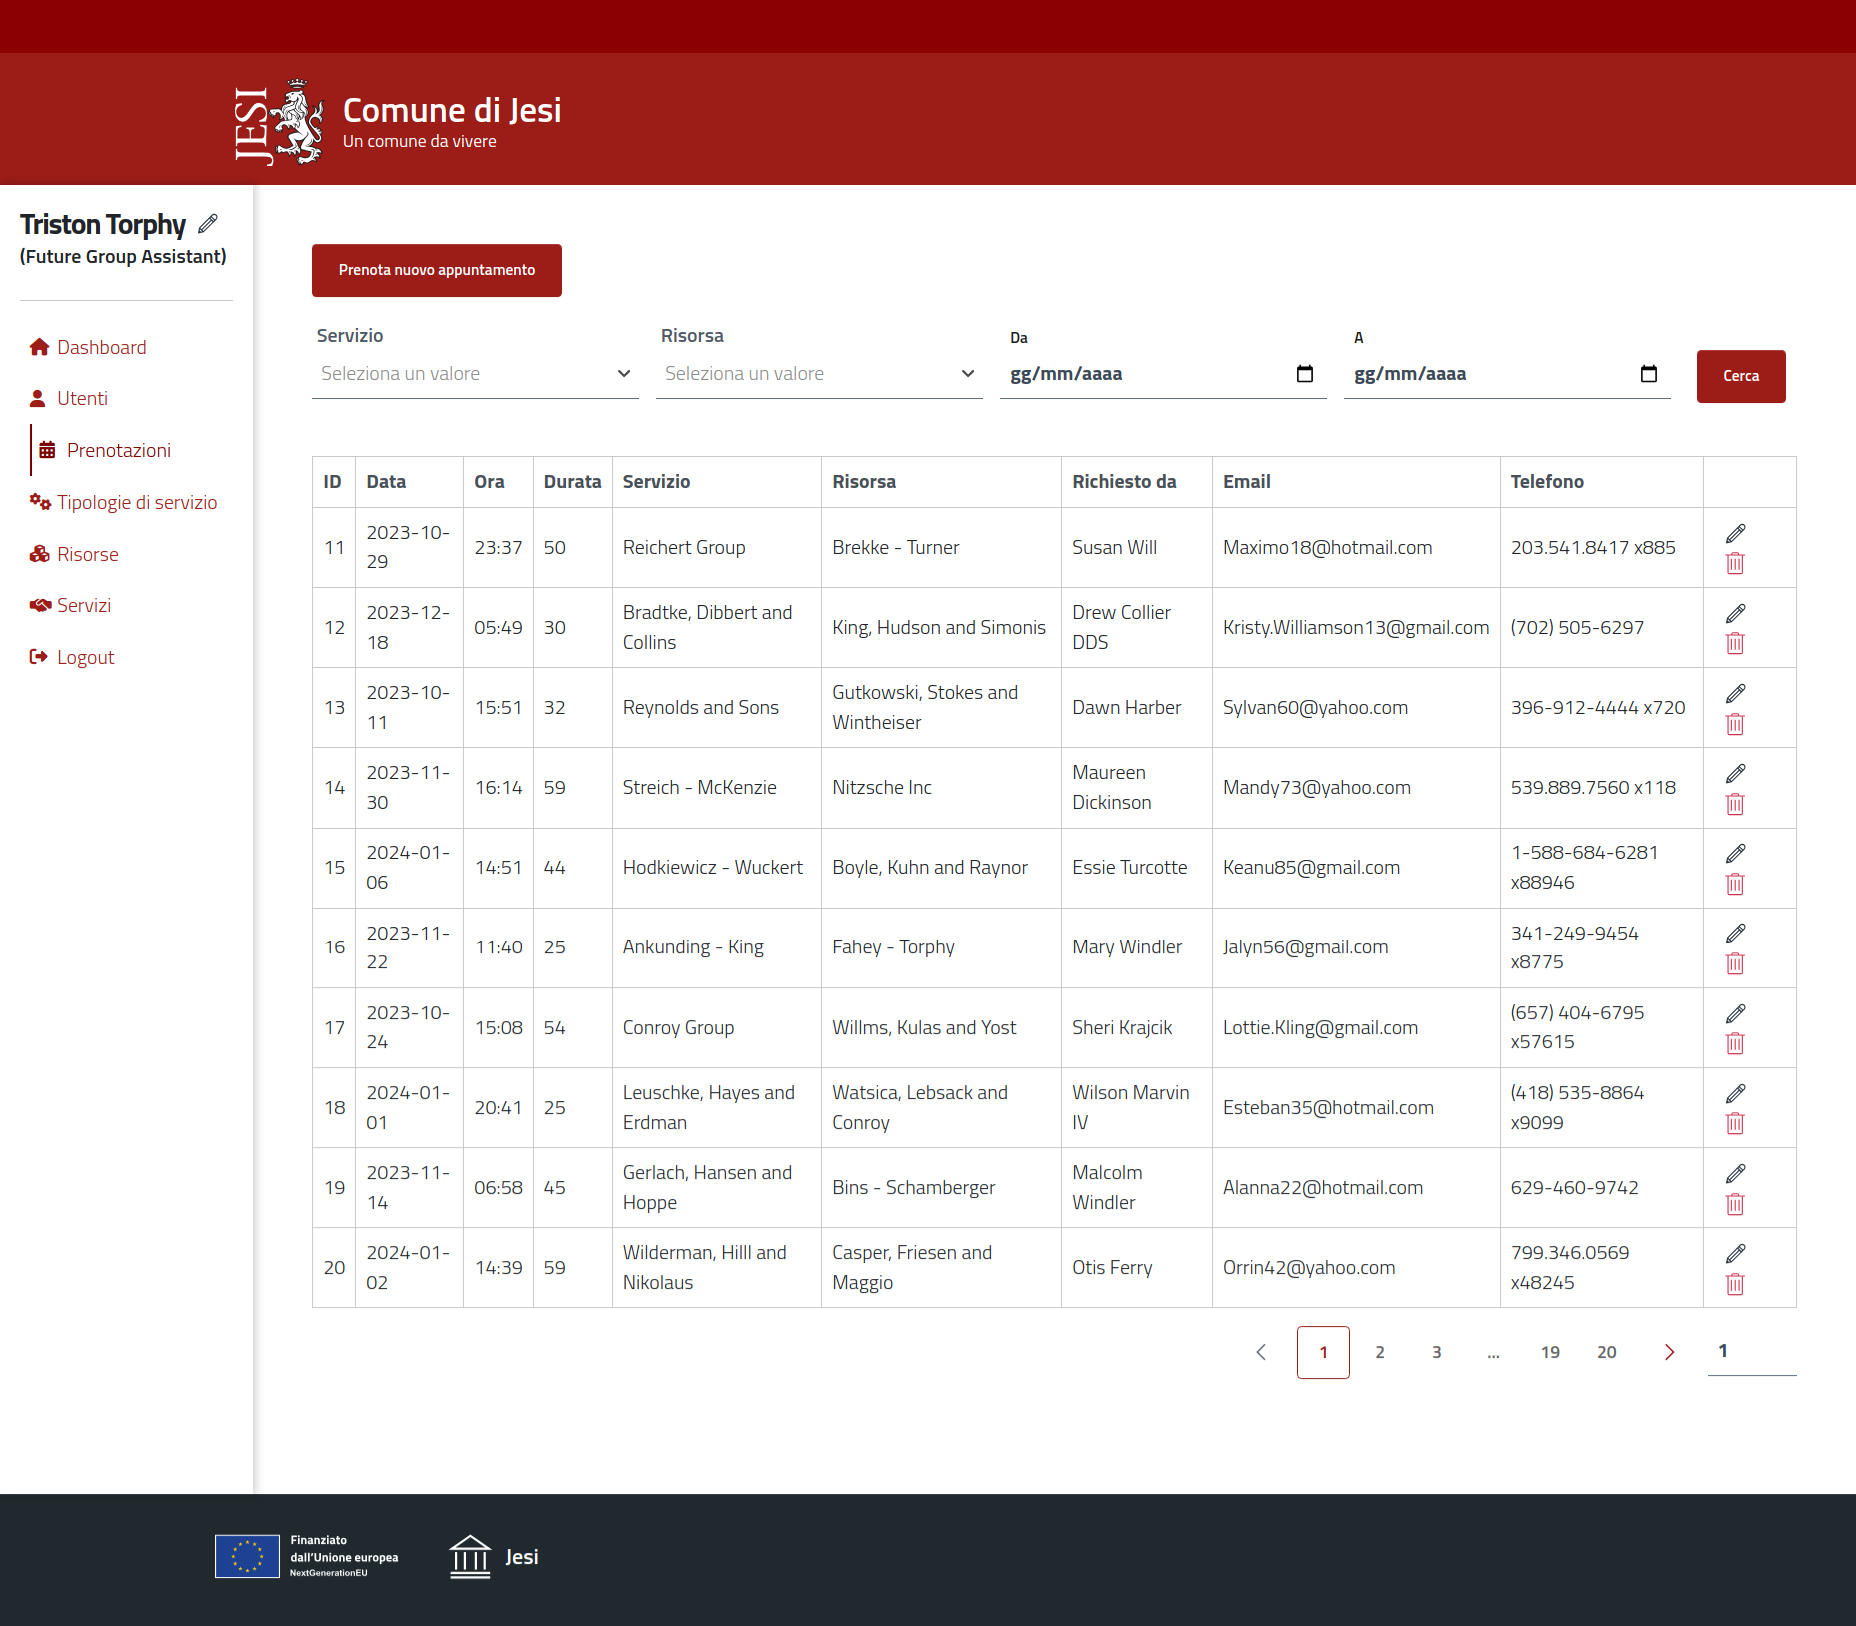 JESI
Comune di Jesi
Un comune da vivere
Triston Torphy
(Future Group Assistant)
Dashboard
Utenti
Prenotazioni
Tipologie di servizio
Risorse
Servizi
Logout
Prenota nuovo appuntamento
Servizio Risorsa Da A
Seleziona un valore Seleziona un valore gg/mm/aaaa gg/mm/aaaa Cerca
ID Data Ora Durata Servizio Risorsa Richiesto da Email Telefono
11 2023-10-29 23:37 50 Reichert Group Brekke - Turner Susan Will Maximo18@hotmail.com 203.541.8417 x885
12 2023-12-18 05:49 30 Bradtke, Dibbert and Collins King, Hudson and Simonis Drew Collier DDS Kristy.Williamson13@gmail.com (702) 505-6297
13 2023-10-11 15:51 32 Reynolds and Sons Gutkowski, Stokes and Wintheiser Dawn Harber Sylvan60@yahoo.com 396-912-4444 x720
14 2023-11-30 16:14 59 Streich - McKenzie Nitzsche Inc Maureen Dickinson Mandy73@yahoo.com 539.889.7560 x118
15 2024-01-06 14:51 44 Hodkiewicz - Wuckert Boyle, Kuhn and Raynor Essie Turcotte Keanu85@gmail.com 1-588-684-6281 x88946
16 2023-11-22 11:40 25 Ankunding - King Fahey - Torphy Mary Windler Jalyn56@gmail.com 341-249-9454 x8775
17 2023-10-24 15:08 54 Conroy Group Willms, Kulas and Yost Sheri Krajcik Lottie.Kling@gmail.com (657) 404-6795 x57615
18 2024-01-01 20:41 25 Leuschke, Hayes and Erdman Watsica, Lebsack and Conroy Wilson Marvin IV Esteban35@hotmail.com (418) 535-8864 x9099
19 2023-11-14 06:58 45 Gerlach, Hansen and Hoppe Bins - Schamberger Malcolm Windler Alanna22@hotmail.com 629-460-9742
20 2024-01-02 14:39 59 Wilderman, Hilll and Nikolaus Casper, Friesen and Maggio Otis Ferry Orrin42@yahoo.com 799.346.0569 x48245
1 2 3 ... 19 20 1
Finanziato
dall'Unione europea
NextGenerationEU
Jesi